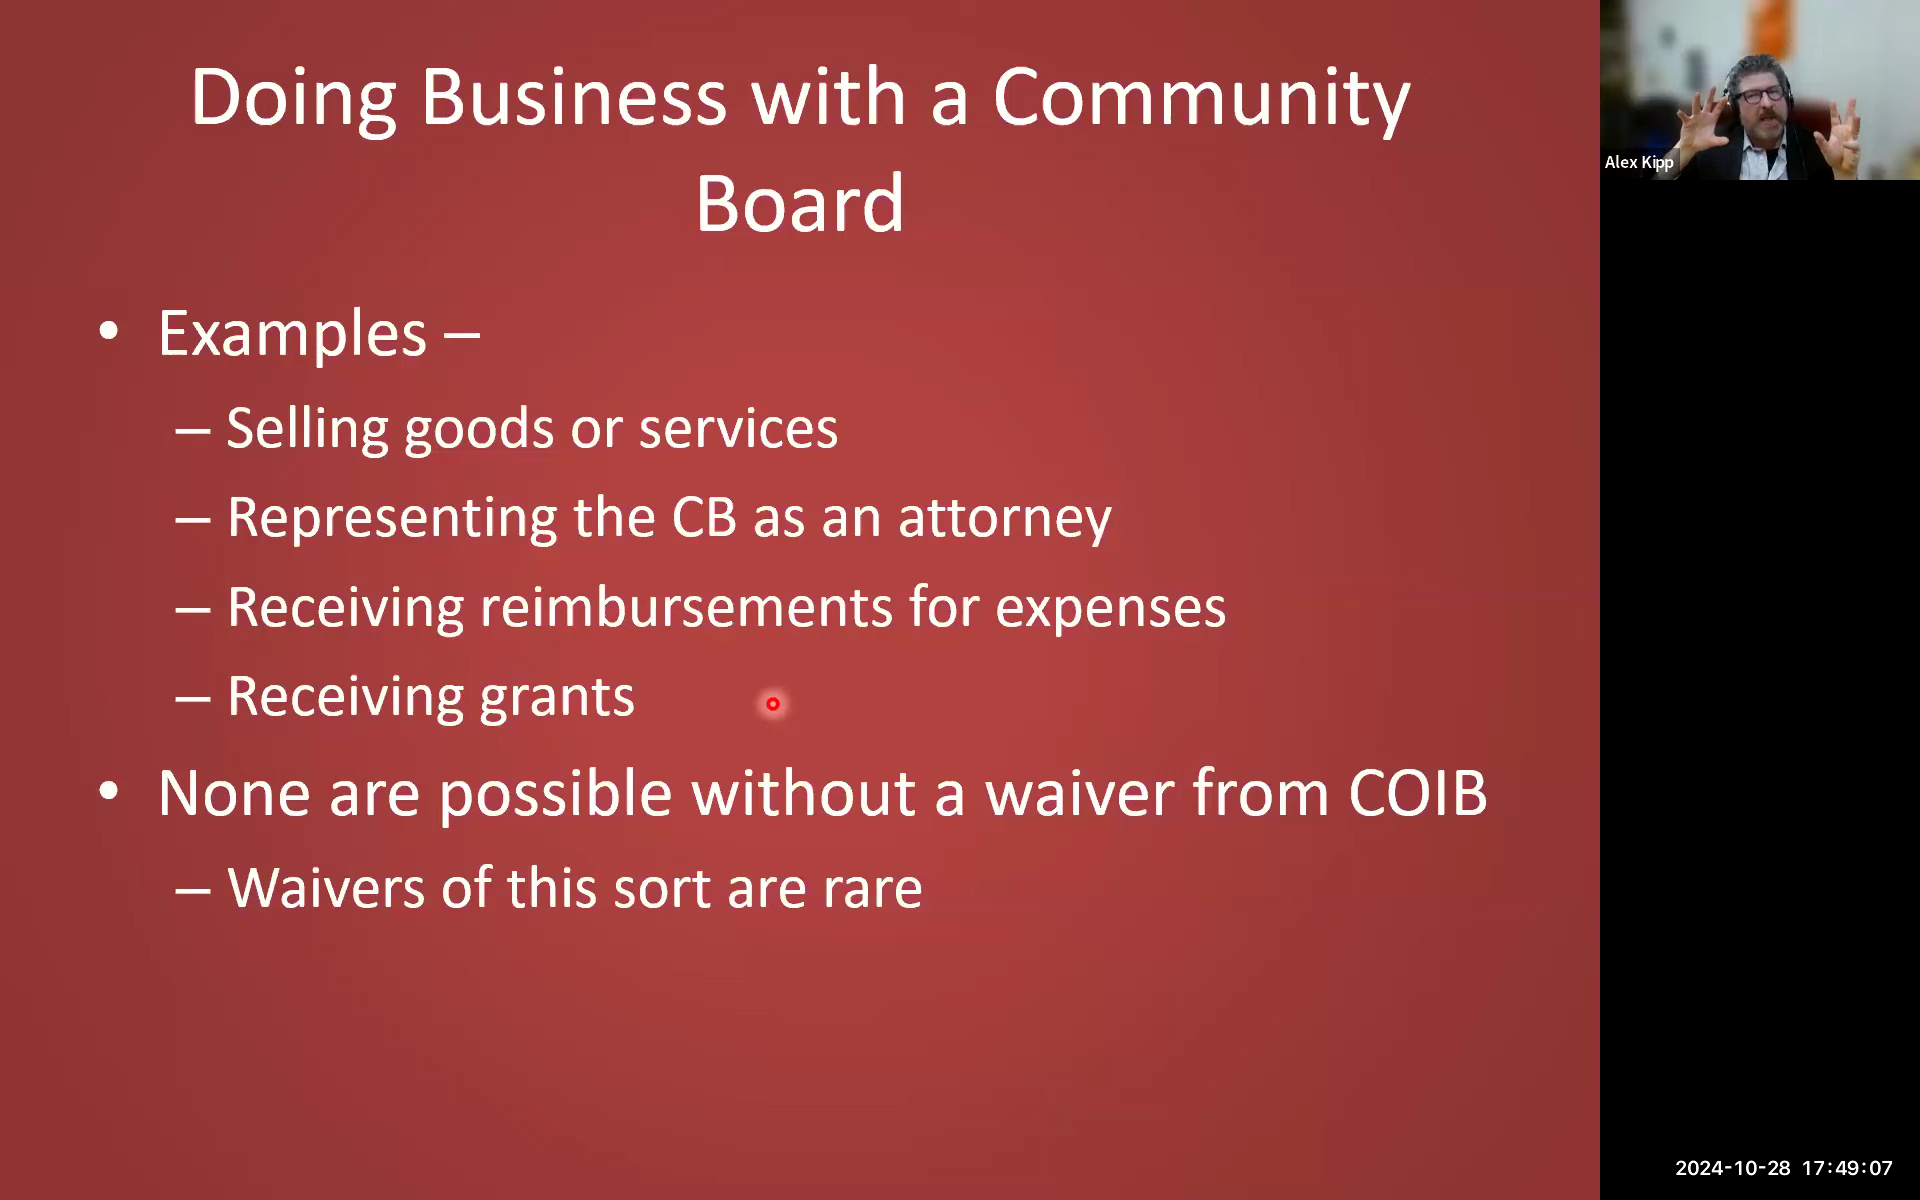 Doing Business with a Community
Board
• Examples –
– Selling goods or services
– Representing the CB as an attorney
– Receiving reimbursements for expenses
– Receiving grants
• None are possible without a waiver from COIB
– Waivers of this sort are rare
Alex Kipp
2024-10-28 17:49:07